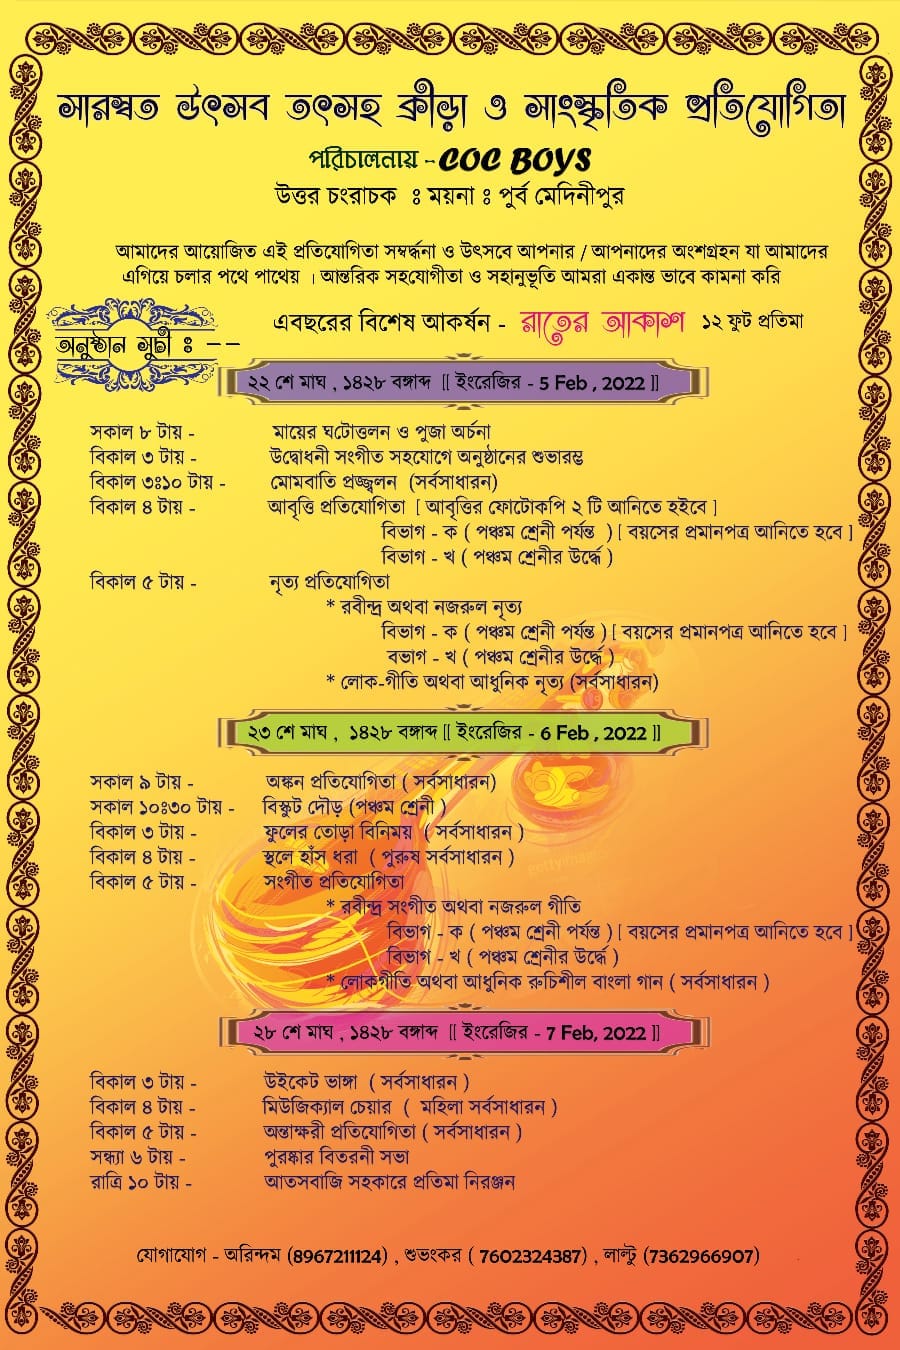 সারস্বত উৎসব তৎসহ ক্রীড়া ও সাংস্কৃতিক প্রতিযোগিতা
পরিচালনায় - COC BOYS
উত্তর চংরাচক ঃ ময়না ঃ পুর্ব মেদিনীপুর
আমাদের আয়োজিত এই প্রতিযোগিতা সম্বর্দ্ধনা ও উৎসবে আপনার / আপনাদের অংশগ্রহন যা আমাদের
এগিয়ে চলার পথে পাথেয় । আন্তরিক সহযোগীতা ও সহানুভূতি আমরা একান্ত ভাবে কামনা করি
এবছরের বিশেষ আকর্ষন - রাতের আকাশ ১২ ফুট প্রতিমা
অনুষ্ঠান সুচী ঃ --
২২ শে মাঘ , ১৪২৮ বঙ্গাব্দ [[ ইংরেজির - 5 Feb , 2022 ]]
সকাল ৮ টায় - মায়ের ঘটোত্তলন ও পুজা অর্চনা
বিকাল ৩ টায় - উদ্বোধনী সংগীত সহযোগে অনুষ্ঠানের শুভারম্ভ
বিকাল ৩ঃ১০ টায় - মোমবাতি প্রজ্জ্বলন (সর্বসাধারন)
বিকাল ৪ টায় - আবৃত্তি প্রতিযোগিতা [ আবৃত্তির ফোটোকপি ২ টি আনিতে হইবে ]
বিভাগ - ক ( পঞ্চম শ্রেনী পর্যন্ত ) [ বয়সের প্রমানপত্র আনিতে হবে ]
বিভাগ - খ ( পঞ্চম শ্রেনীর উর্দ্ধে )
বিকাল ৫ টায় - নৃত্য প্রতিযোগিতা
* রবীন্দ্র অথবা নজরুল নৃত্য
বিভাগ - ক ( পঞ্চম শ্রেনী পর্যন্ত ) [ বয়সের প্রমানপত্র আনিতে হবে ]
বভাগ - খ ( পঞ্চম শ্রেনীর উর্দ্ধে )
* লোক-গীতি অথবা আধুনিক নৃত্য (সর্বসাধারন)
২৩ শে মাঘ , ১৪২৮ বঙ্গাব্দ [[ ইংরেজির - 6 Feb , 2022 ]]
সকাল ৯ টায় - অঙ্কন প্রতিযোগিতা ( সর্বসাধারন)
সকাল ১০ঃ৩০ টায় - বিস্কুট দৌড় (পঞ্চম শ্রেনী )
বিকাল ৩ টায় - ফুলের তোড়া বিনিময় ( সর্বসাধারন )
বিকাল ৪ টায় - স্থলে হাঁস ধরা ( পুরুষ সর্বসাধারন )
বিকাল ৫ টায় - সংগীত প্রতিযোগিতা
* রবীন্দ্র সংগীত অথবা নজরুল গীতি
বিভাগ - ক ( পঞ্চম শ্রেনী পর্যন্ত ) [ বয়সের প্রমানপত্র আনিতে হবে ]
বিভাগ - খ ( পঞ্চম শ্রেনীর উর্দ্ধে )
* লোকগীতি অথবা আধুনিক রুচিশীল বাংলা গান ( সর্বসাধারন )
২৮ শে মাঘ , ১৪২৮ বঙ্গাব্দ [[ ইংরেজির - 7 Feb, 2022 ]]
বিকাল ৩ টায় - উইকেট ভাঙ্গা ( সর্বসাধারন )
বিকাল ৪ টায় - মিউজিক্যাল চেয়ার ( মহিলা সর্বসাধারন )
বিকাল ৫ টায় - অন্তাক্ষরী প্রতিযোগিতা ( সর্বসাধারন )
সন্ধ্যা ৬ টায় - পুরষ্কার বিতরনী সভা
রাত্রি ১০ টায় - আতসবাজি সহকারে প্রতিমা নিরঞ্জন
যোগাযোগ - অরিন্দম (8967211124) , শুভংকর ( 7602324387) , লাল্টু (7362966907)